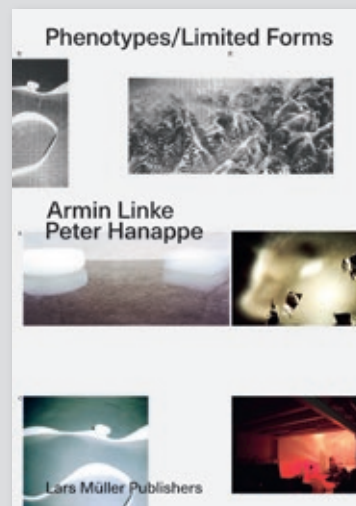 Phenotypes/Limited Forms
Armin Linke
Peter Hanappe
Lars Müller Publishers